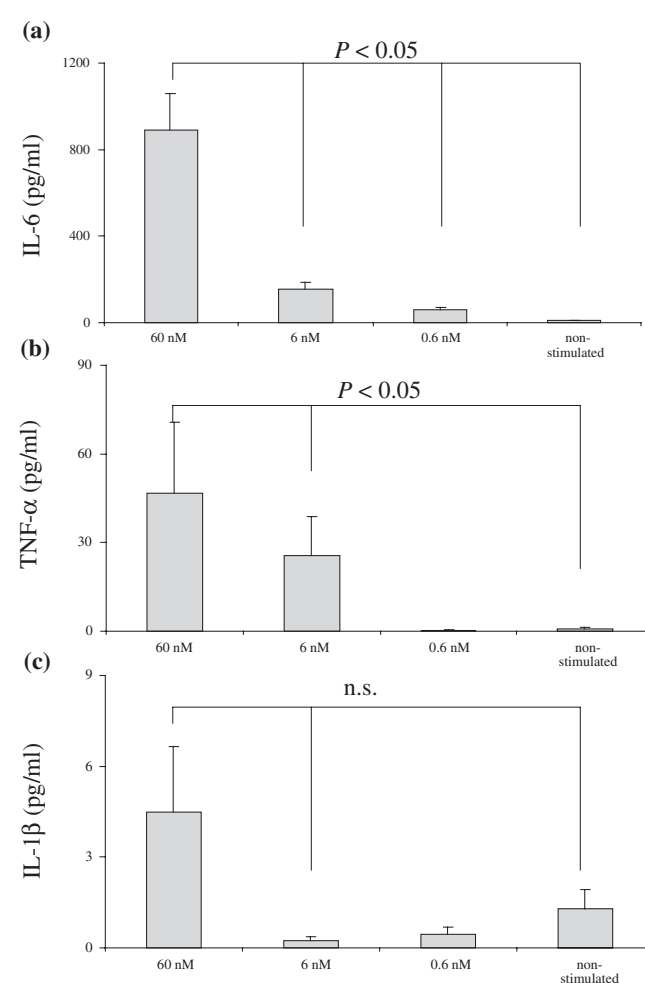 (a)
P < 0.05
1200
800
400
0
IL-6 (pg/ml)
60 nM 6 nM 0.6 nM non-
stimulated
(b)
90
P < 0.05
60
30
0
TNF-α (pg/ml)
60 nM 6 nM 0.6 nM non-
stimulated
(c)
9
n.s.
6
3
0
IL-1β (pg/ml)
60 nM 6 nM 0.6 nM non-
stimulated